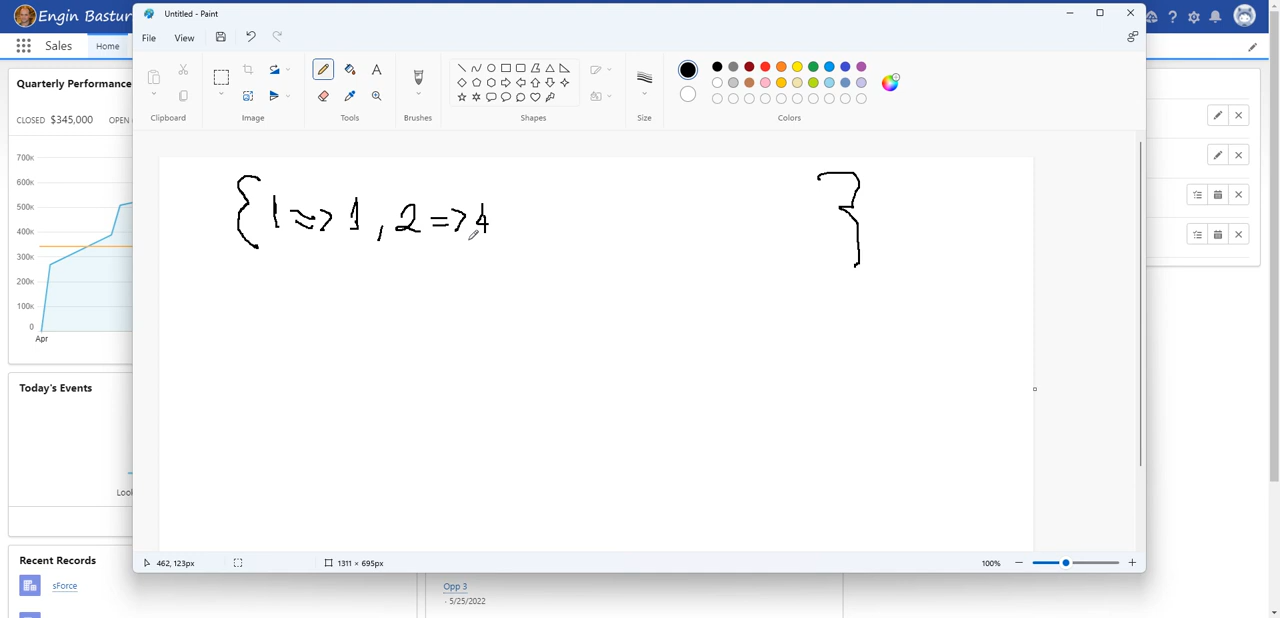 Engin Bastur
Untitled - Paint
Sales
Home
File
View
Quarterly Performance
CLOSED $345,000 OPEN
Clipboard
Image
Tools
Brushes
Shapes
Size
Colors
700K
600K
500K
400K
300K
200K
100K
0
Apr
{ 1 => 1 , 2 => 4 }
Today's Events
Recent Records
sForce
462, 123px
1311 × 695px
100%
Opp 3
· 5/25/2022